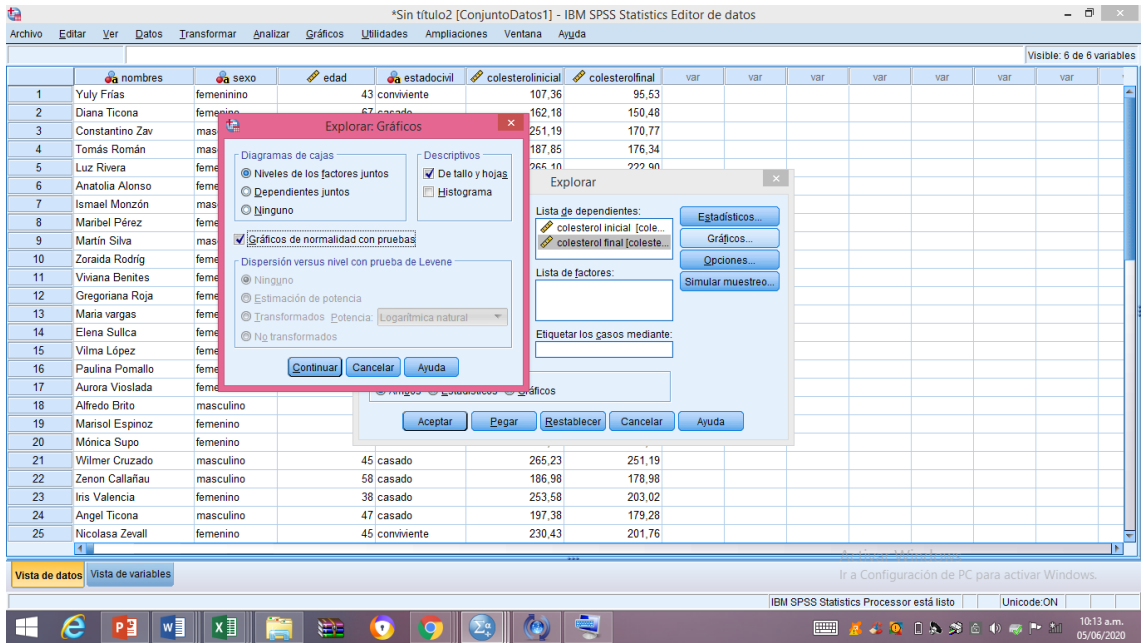 *Sin título2 [ConjuntoDatos1] - IBM SPSS Statistics Editor de datos
Archivo Editar Ver Datos Transformar Analizar Gráficos Utilidades Ampliaciones Ventana Ayuda
Visible: 6 de 6 variables
nombres sexo edad estadocivil colesterolinicial colesterolfinal var var var var var var var
1 Yuly Frías femeninino 43 conviviente 107,36 95,53
2 Diana Ticona femenino 67 casado 162,18 150,48
3 Constantino Zav mas 251,19 170,77
4 Tomás Román mas 187,85 176,34
5 Luz Rivera feme 265,10 222,90
6 Anatolia Alonso feme
7 Ismael Monzón mas
8 Maribel Pérez feme
9 Martín Silva mas
10 Zoraida Rodríg feme
11 Viviana Benites feme
12 Gregoriana Roja feme
13 Maria vargas feme
14 Elena Sullca feme
15 Vilma López feme
16 Paulina Pomallo feme
17 Aurora Vioslada feme
18 Alfredo Brito masculino
19 Marisol Espinoz femenino
20 Mónica Supo femenino
21 Wilmer Cruzado masculino 45 casado 265,23 251,19
22 Zenon Callañau masculino 58 casado 186,98 178,98
23 Iris Valencia femenino 38 casado 253,58 203,02
24 Angel Ticona masculino 47 casado 197,38 179,28
25 Nicolasa Zevall femenino 45 conviviente 230,43 201,76
Explorar: Gráficos
Diagramas de cajas
Niveles de los factores juntos
Dependientes juntos
Ninguno
Descriptivos
De tallo y hojas
Histograma
Gráficos de normalidad con pruebas
Dispersión versus nivel con prueba de Levene
Ninguno
Estimación de potencia
Transformados Potencia: Logarítmica natural
No transformados
Continuar Cancelar Ayuda
Explorar
Lista de dependientes:
colesterol inicial [cole...
colesterol final [coleste...
Lista de factores:
Etiquetar los casos mediante:
Estadísticos...
Gráficos...
Opciones...
Simular muestreo...
Ambos Estadísticos Gráficos
Aceptar Pegar Restablecer Cancelar Ayuda
Activar Windows
Ir a Configuración de PC para activar Windows.
Vista de datos Vista de variables
IBM SPSS Statistics Processor está listo Unicode:ON
10:13 a.m.
05/06/2020